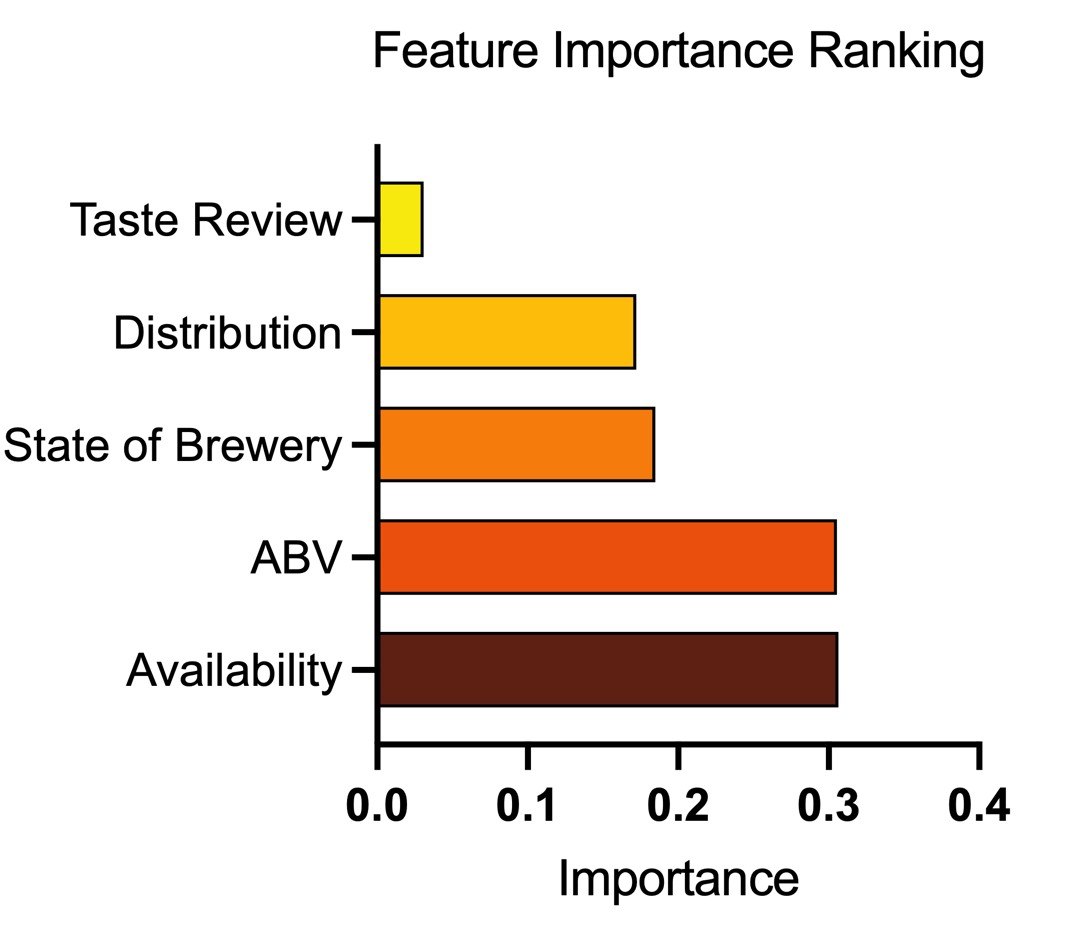 Feature Importance Ranking
Taste Review
Distribution
State of Brewery
ABV
Availability
0.0 0.1 0.2 0.3 0.4
Importance